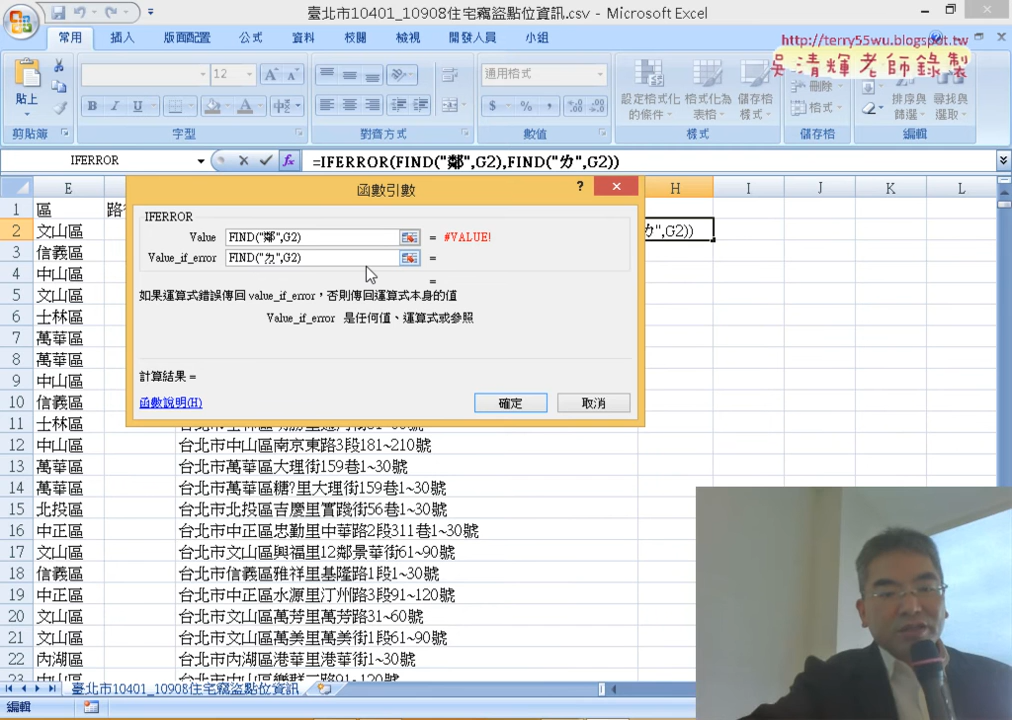 臺北市10401_10908住宅竊盜點位資訊.csv - Microsoft Excel
常用 插入 版面配置 公式 資料 校閱 檢視 開發人員 小組
http://terry55wu.blogspot.tw
吳清輝老師錄製
貼上 12 通用格式 設定格式化的條件 格式化為表格 儲存格樣式 刪除 格式 排序與篩選 尋找與選取
剪貼簿 字型 對齊方式 數值 樣式 儲存格 編輯
IFERROR =IFERROR(FIND("鄰",G2),FIND("ㄌ",G2))
E H I J K L
1 區 路
2 文山區 ",G2))
3 信義區
4 中山區
5 文山區
6 士林區
7 萬華區
8 萬華區
9 中山區
10 信義區
11 士林區
函數引數
IFERROR
Value FIND("鄰",G2) = #VALUE!
Value_if_error FIND("ㄌ",G2) =
=
如果運算式錯誤傳回 value_if_error，否則傳回運算式本身的值
Value_if_error 是任何值、運算式或參照
計算結果 =
函數說明(H) 確定 取消
12 中山區 台北市中山區南京東路3段181~210號
13 萬華區 台北市萬華區大理街159巷1~30號
14 萬華區 台北市萬華區糖?里大理街159巷1~30號
15 北投區 台北市北投區吉慶里實踐街56巷1~30號
16 中正區 台北市中正區忠勤里中華路2段311巷1~30號
17 文山區 台北市文山區興福里12鄰景華街61~90號
18 信義區 台北市信義區雅祥里基隆路1段1~30號
19 中正區 台北市中正區水源里汀州路3段91~120號
20 文山區 台北市文山區萬芳里萬芳路31~60號
21 文山區 台北市文山區萬美里萬美街1段61~90號
22 內湖區 台北市內湖區港華里港華街1~30號
臺北市10401_10908住宅竊盜點位資訊
編輯